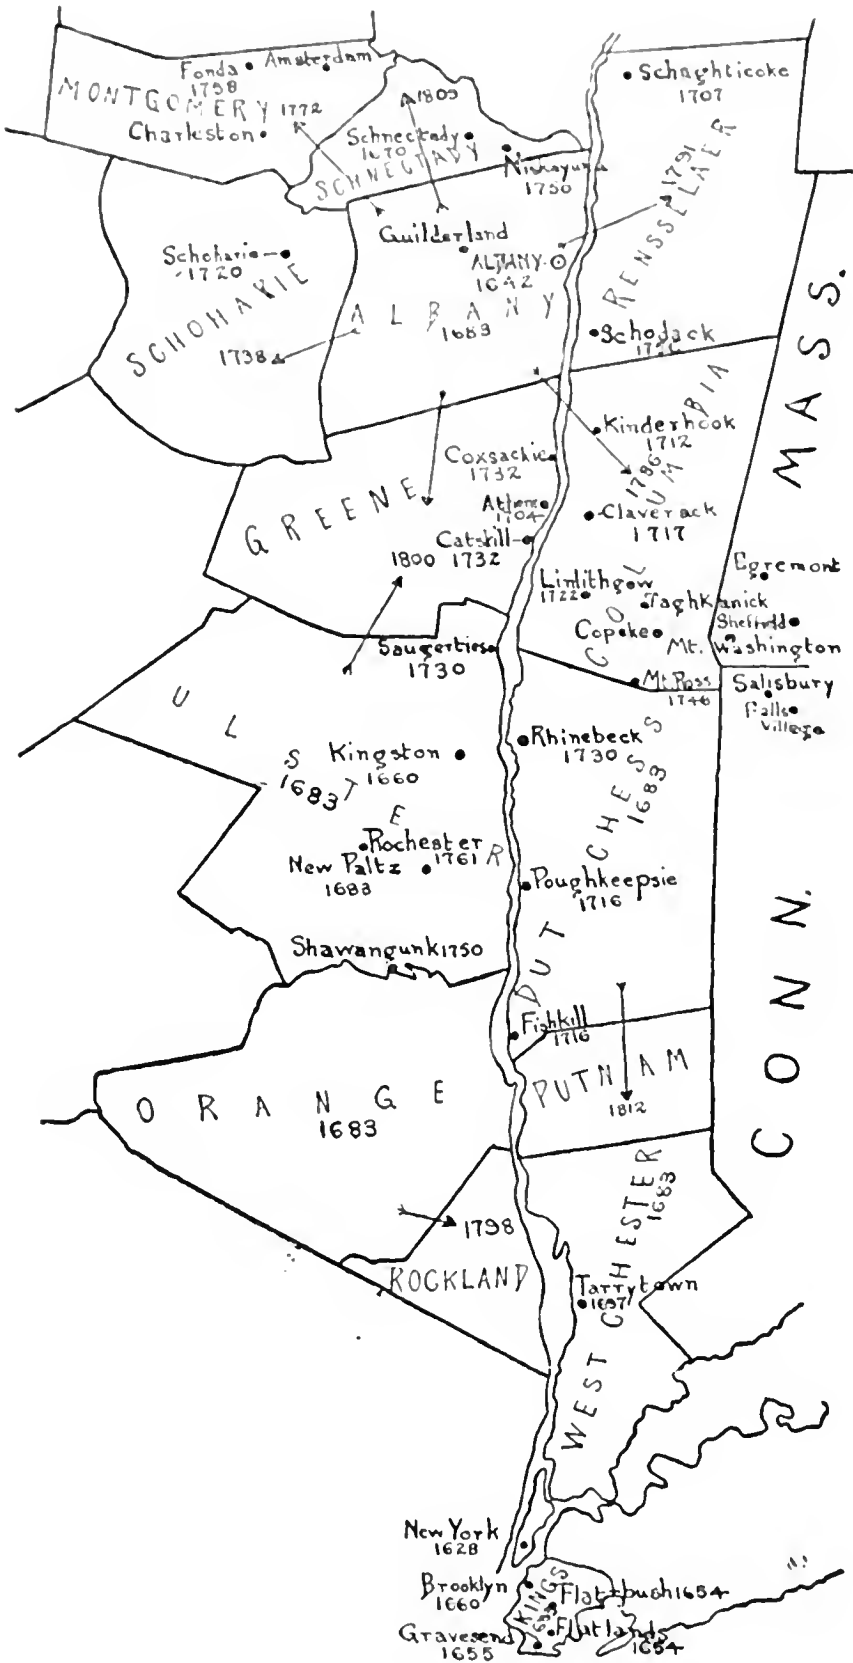 Fonda
1758
Amsterdam
MONTGOMERY
1772
Charleston
1809
Schnectady
1670
SCHNECTADY
Niskayuna
1750
Schaghticoke
1707
1791
RENSSELAER
Guilderland
ALBANY
1642
Schoharie
1720
SCHOHARIE
1738
ALBANY
1683
Schodack
MASS.
Kinderhook
1712
1786
COLUMBIA
Coxsackie
1732
Athens
1704
GREENE
Claverack
1717
Catskill
1732
1800
Linlithgow
1722
Egremont
Taghkanick
Sheffield
Copake
Mt. Washington
Saugerties
1730
Mt. Ross
1746
Salisbury
Falls
Village
ULSTER
1683
Kingston
1660
Rhinebeck
1730
DUTCHESS
1683
Rochester
1761
New Paltz
1683
Poughkeepsie
1716
CONN.
Shawangunk 1750
Fishkill
1716
PUTNAM
1812
ORANGE
1683
1798
ROCKLAND
WESTCHESTER
1683
Tarrytown
1697
New York
1628
Brooklyn
1660
KINGS
Flatbush 1654
Flatlands
1654
Gravesend
1655